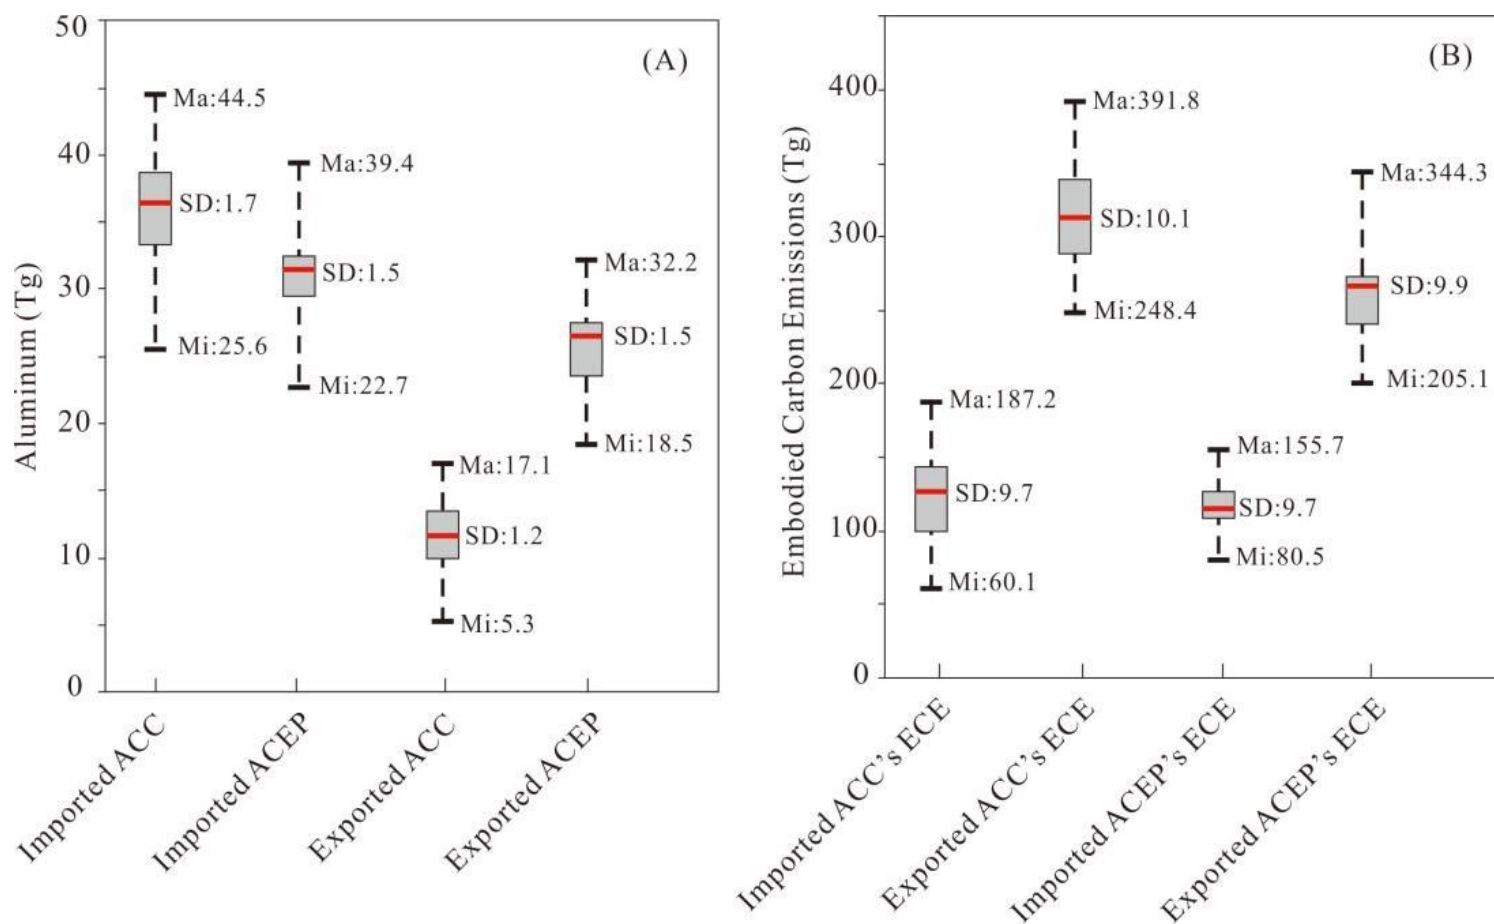 (A)
Aluminum (Tg)
50
40
30
20
10
0
Ma:44.5
SD:1.7
Mi:25.6
Ma:39.4
SD:1.5
Mi:22.7
Ma:17.1
SD:1.2
Mi:5.3
Ma:32.2
SD:1.5
Mi:18.5
Imported ACC
Imported ACEP
Exported ACC
Exported ACEP
(B)
Embodied Carbon Emissions (Tg)
400
300
200
100
0
Ma:187.2
SD:9.7
Mi:60.1
Ma:391.8
SD:10.1
Mi:248.4
Ma:155.7
SD:9.7
Mi:80.5
Ma:344.3
SD:9.9
Mi:205.1
Imported ACC's ECE
Exported ACC's ECE
Imported ACEP's ECE
Exported ACEP's ECE